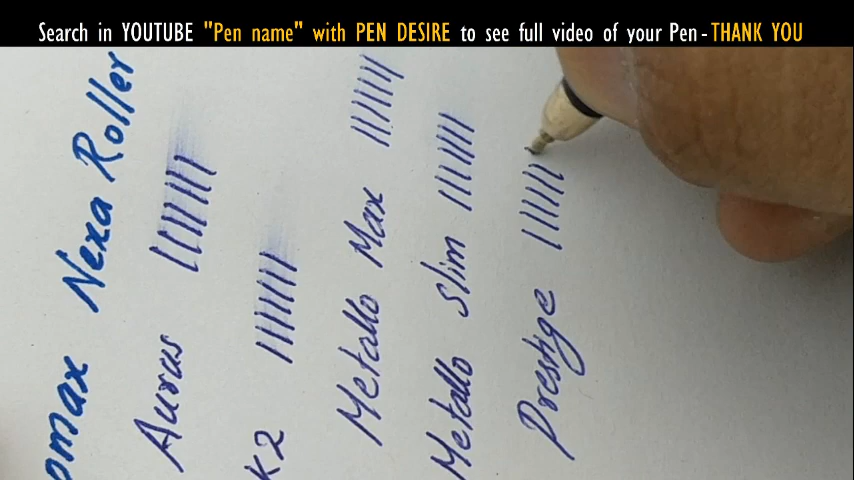 Search in YOUTUBE "Pen name" with PEN DESIRE to see full video of your Pen - THANK YOU
Nexa Roller
Auras
K2
Metallo Max
Metallo Slim
Prestige